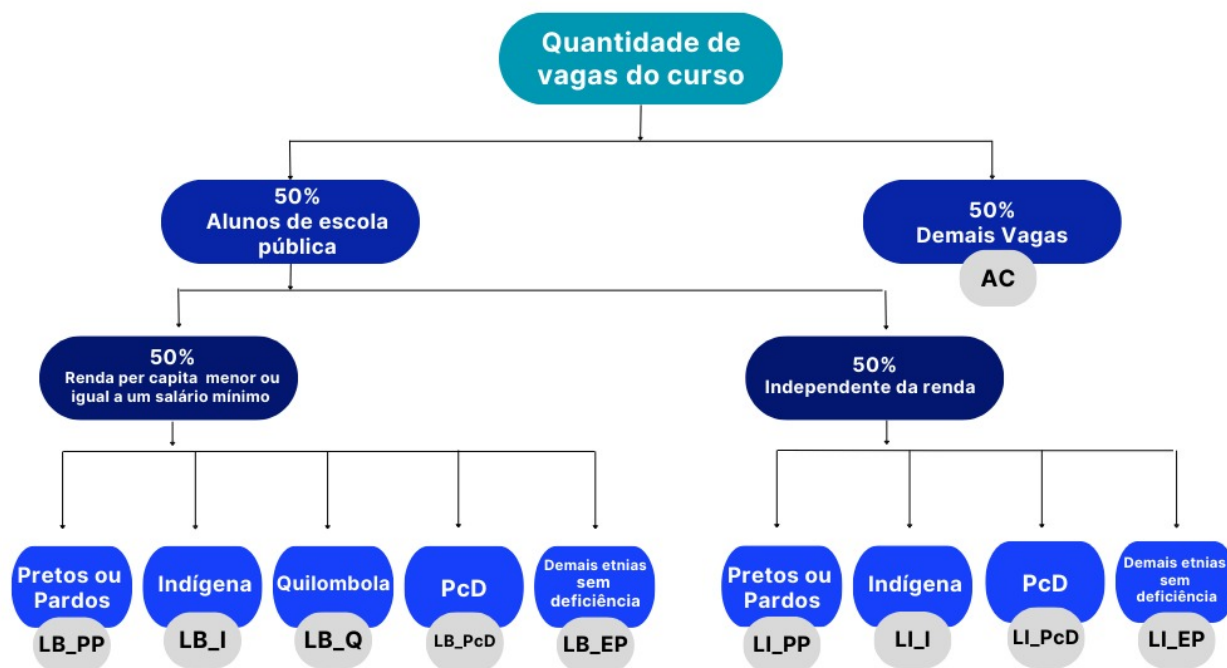 Quantidade de
vagas do curso
50%
Alunos de escola
pública
50%
Demais Vagas
AC
50%
Renda per capita menor ou
igual a um salário mínimo
50%
Independente da renda
Pretos ou
Pardos
LB_PP
Indígena
LB_I
Quilombola
LB_Q
PcD
LB_PcD
Demais etnias
sem
deficiência
LB_EP
Pretos ou
Pardos
LI_PP
Indígena
LI_I
PcD
LI_PcD
Demais etnias
sem
deficiência
LI_EP